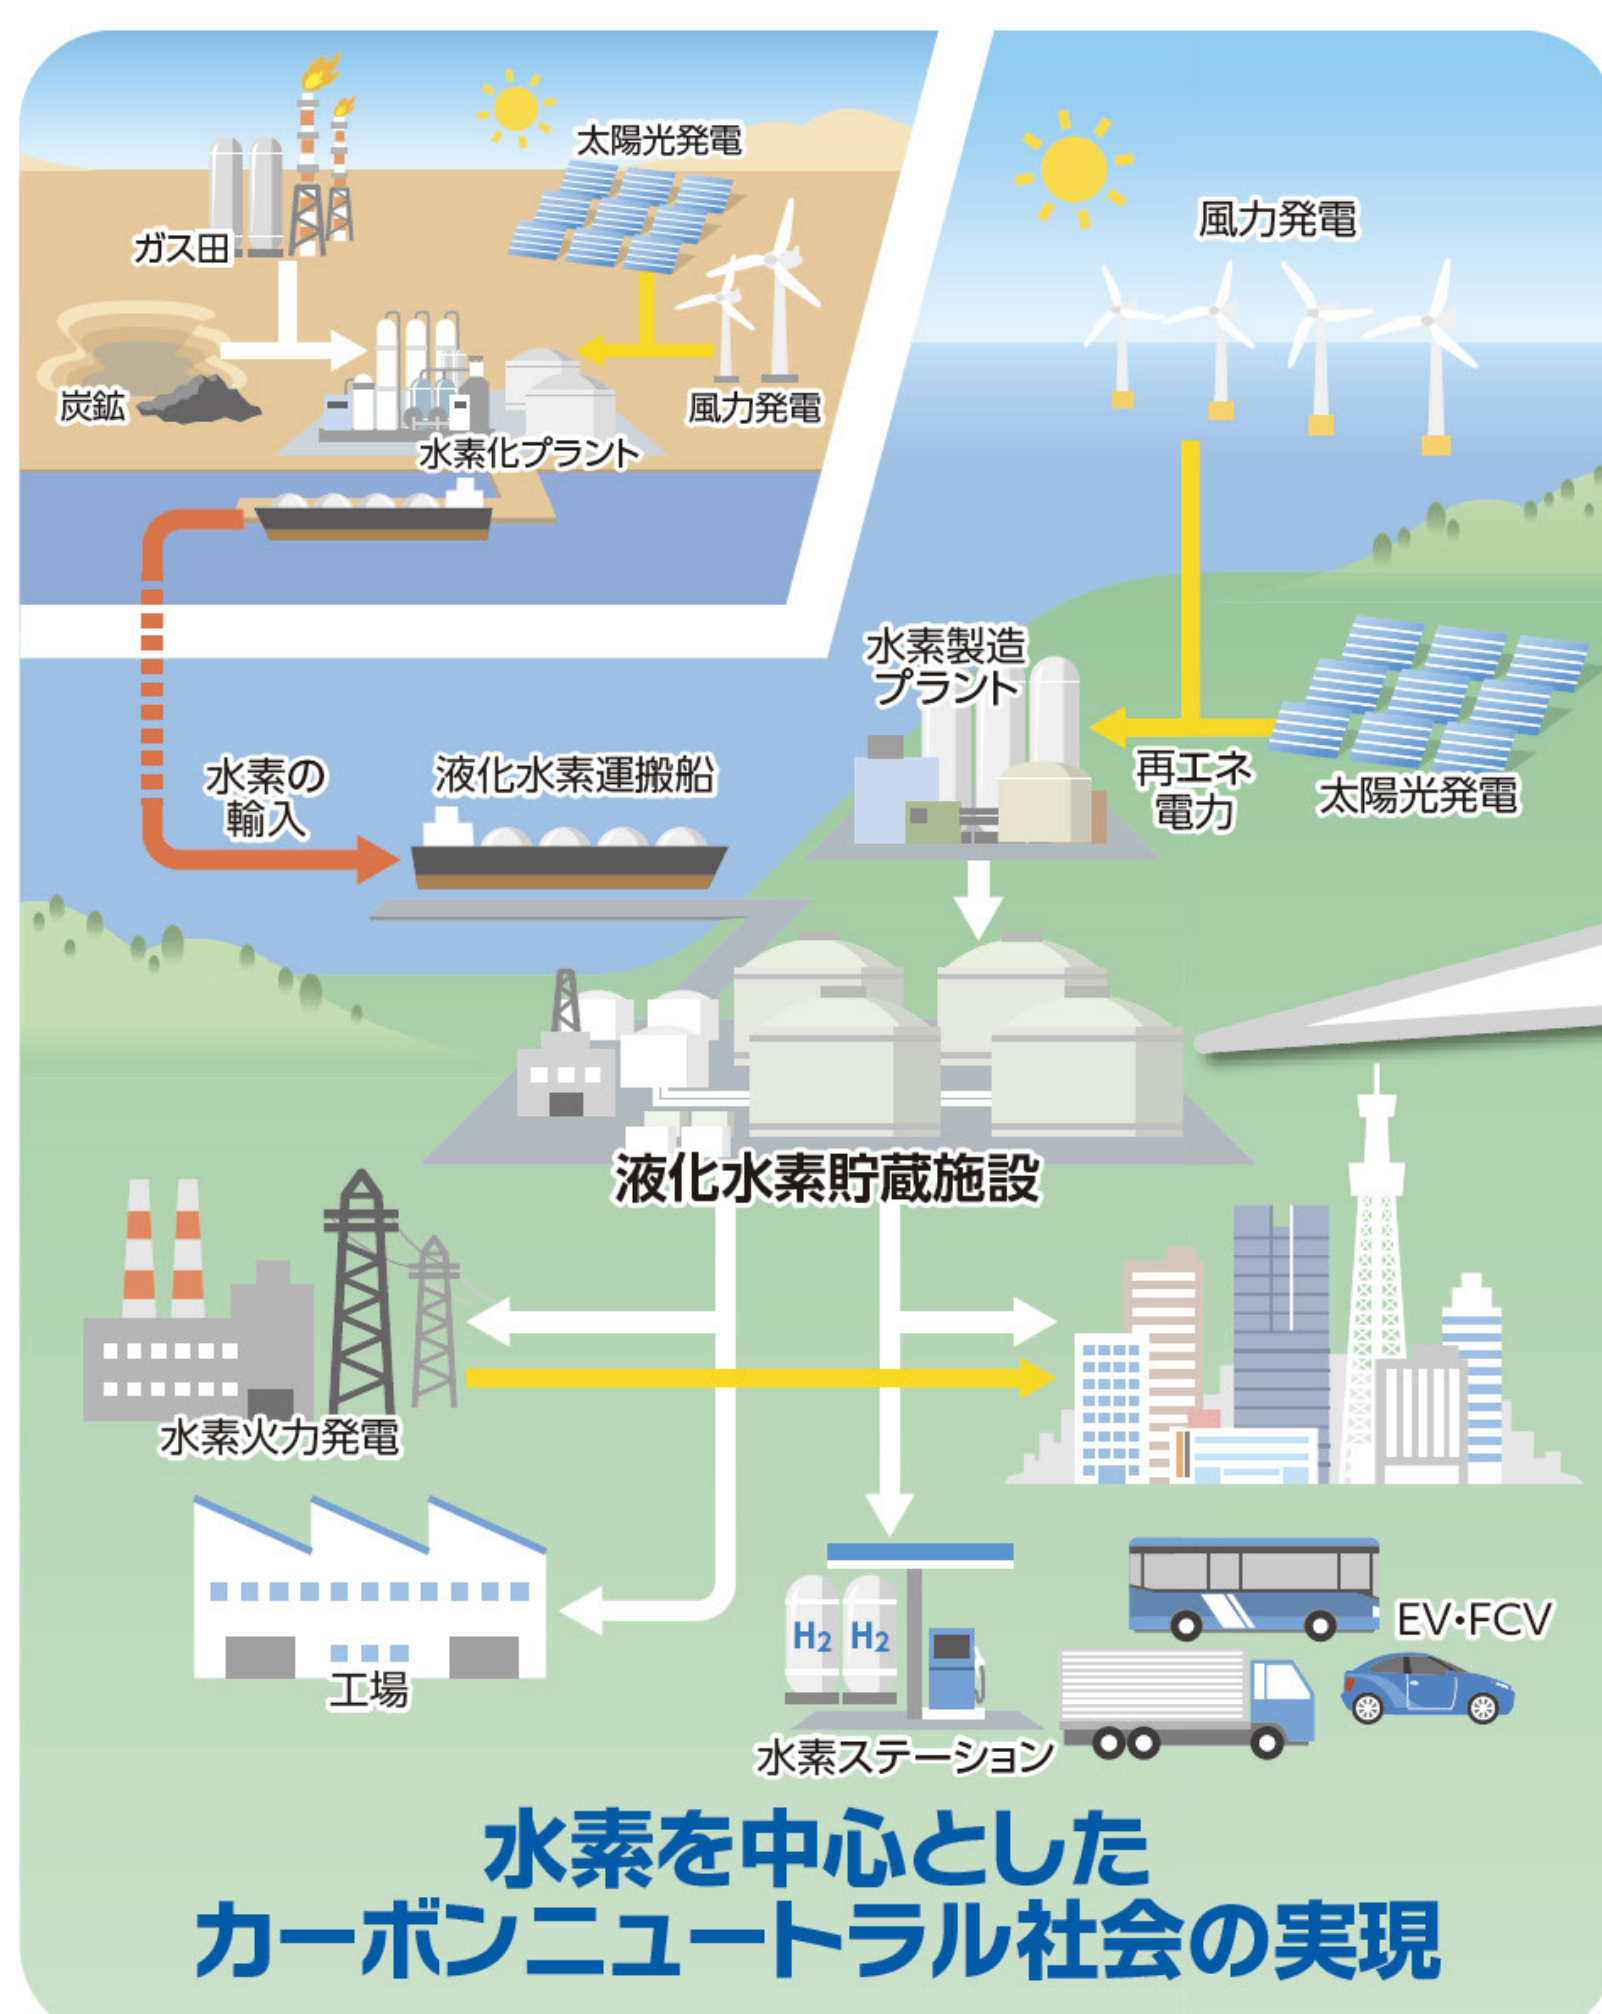 太陽光発電
ガス田
炭鉱
風力発電
水素化プラント
風力発電
水素製造
プラント
再エネ
電力
太陽光発電
水素の
輸入
液化水素運搬船
液化水素貯蔵施設
水素火力発電
工場
H2 H2
水素ステーション
EV・FCV
水素を中心とした
カーボンニュートラル社会の実現